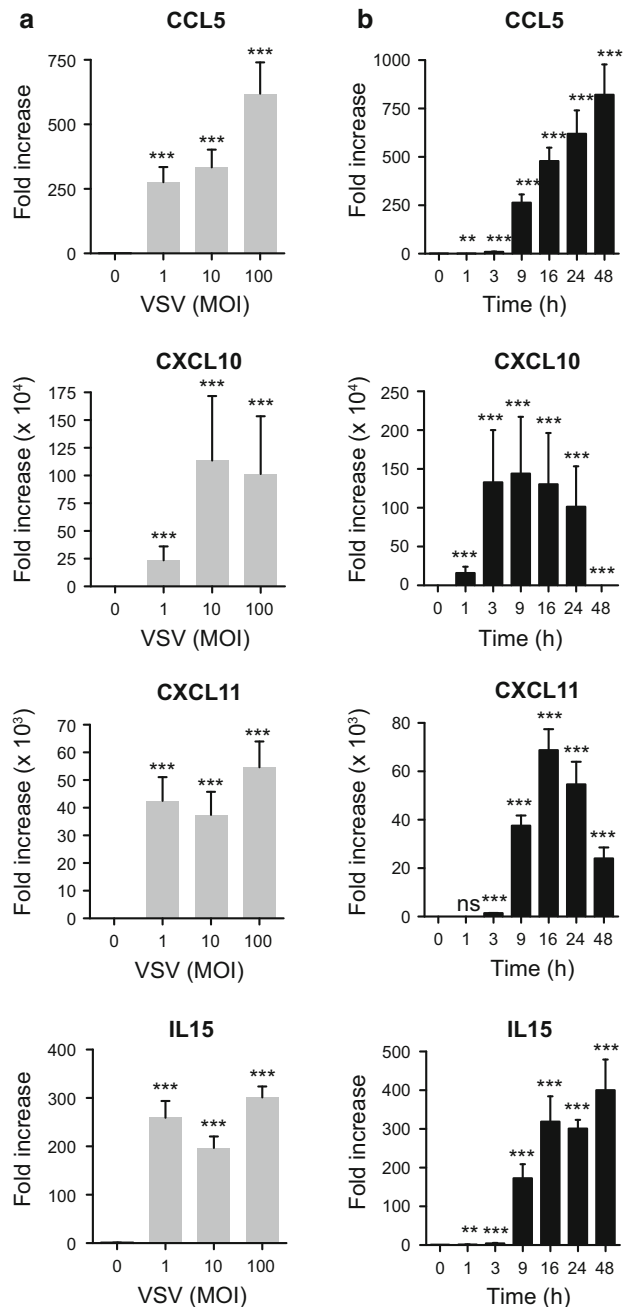 a
CCL5
Fold increase
750
500
250
0
***
***
***
0 1 10 100
VSV (MOI)
b
CCL5
Fold increase
1000
750
500
250
0
**
***
***
***
***
***
0 1 3 9 16 24 48
Time (h)
CXCL10
Fold increase (x 10⁴)
175
150
125
100
75
50
25
0
***
***
***
0 1 10 100
VSV (MOI)
CXCL10
Fold increase (x 10⁴)
250
200
150
100
50
0
***
***
***
***
***
***
0 1 3 9 16 24 48
Time (h)
CXCL11
Fold increase (x 10³)
70
60
50
40
30
20
10
0
***
***
***
0 1 10 100
VSV (MOI)
CXCL11
Fold increase (x 10³)
80
60
40
20
0
ns
***
***
***
***
***
0 1 3 9 16 24 48
Time (h)
IL15
Fold increase
400
300
200
100
0
***
***
***
0 1 10 100
VSV (MOI)
IL15
Fold increase
500
400
300
200
100
0
**
***
***
***
***
***
0 1 3 9 16 24 48
Time (h)